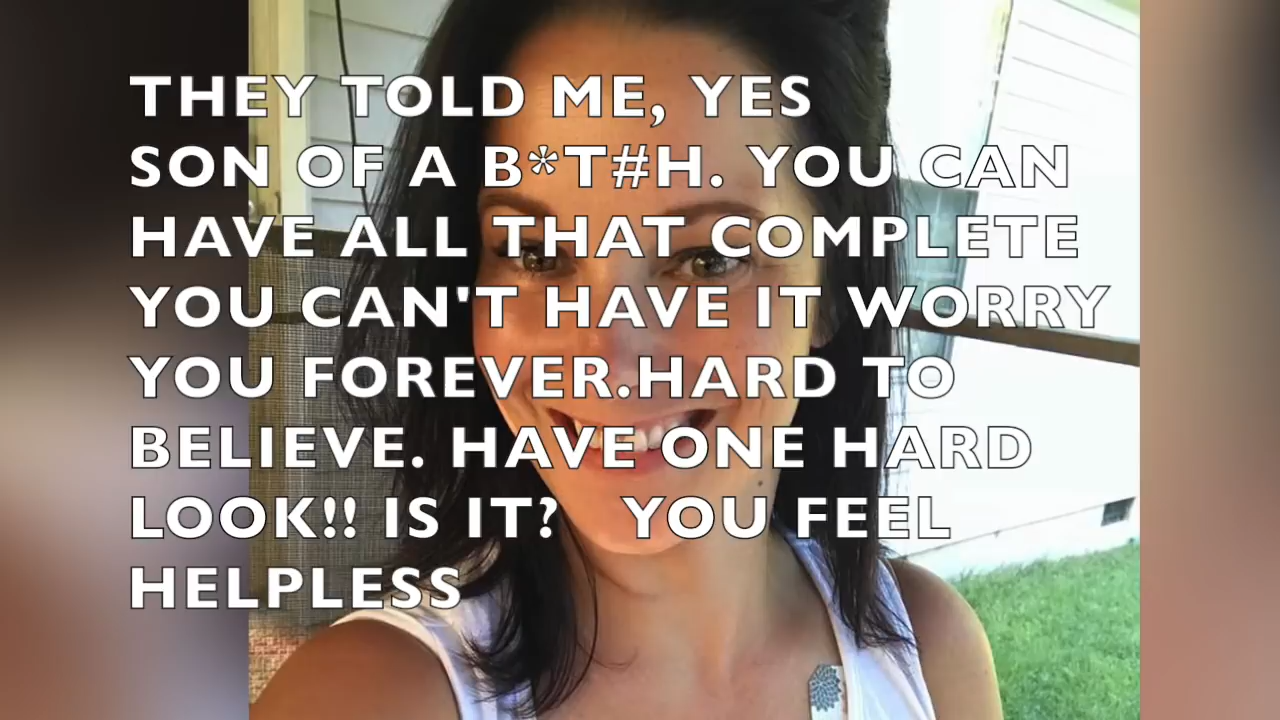 THEY TOLD ME, YES
SON OF A B*T#H. YOU CAN
HAVE ALL THAT COMPLETE
YOU CAN'T HAVE IT WORRY
YOU FOREVER.HARD TO
BELIEVE. HAVE ONE HARD
LOOK!! IS IT?   YOU FEEL
HELPLESS